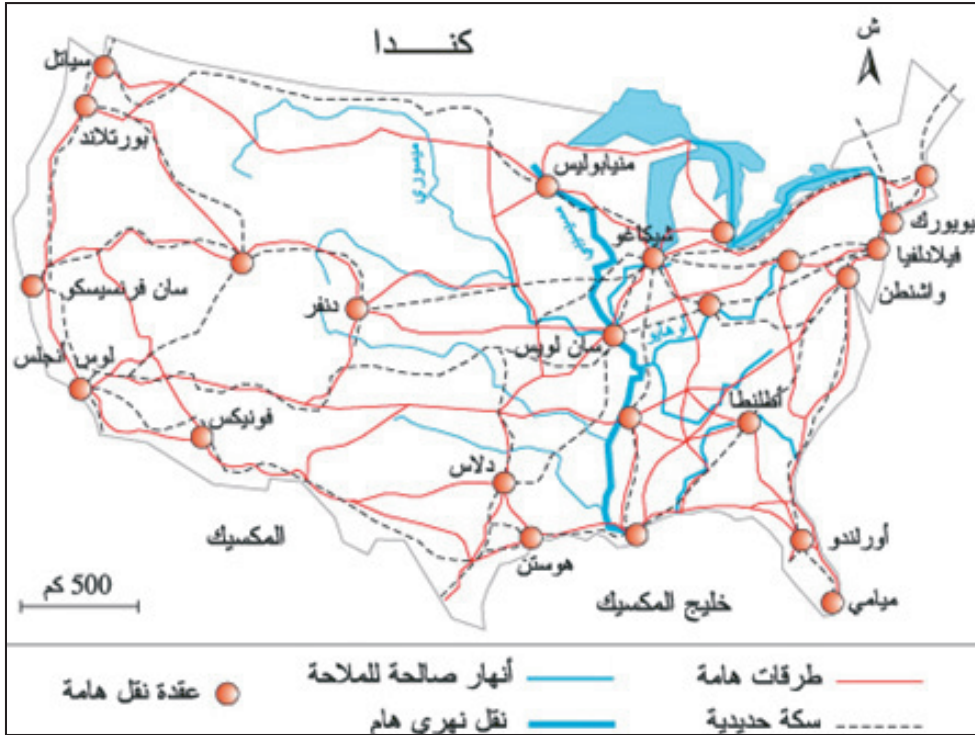 كنـــدا
ش
سياتل
بورتلاند
ميسوري
منيابوليس
شيكاغو
نيويورك
فيلادلفيا
واشنطن
سان فرنسيسكو
دنفر
سان لويس
أوهايو
لوس أنجلس
فونيكس
أطلنطا
دلاس
المكسيك
هوستن
أورلندو
خليج المكسيك
ميامي
500 كم
طرقات هامة
أنهار صالحة للملاحة
عقدة نقل هامة
سكة حديدية
نقل نهري هام